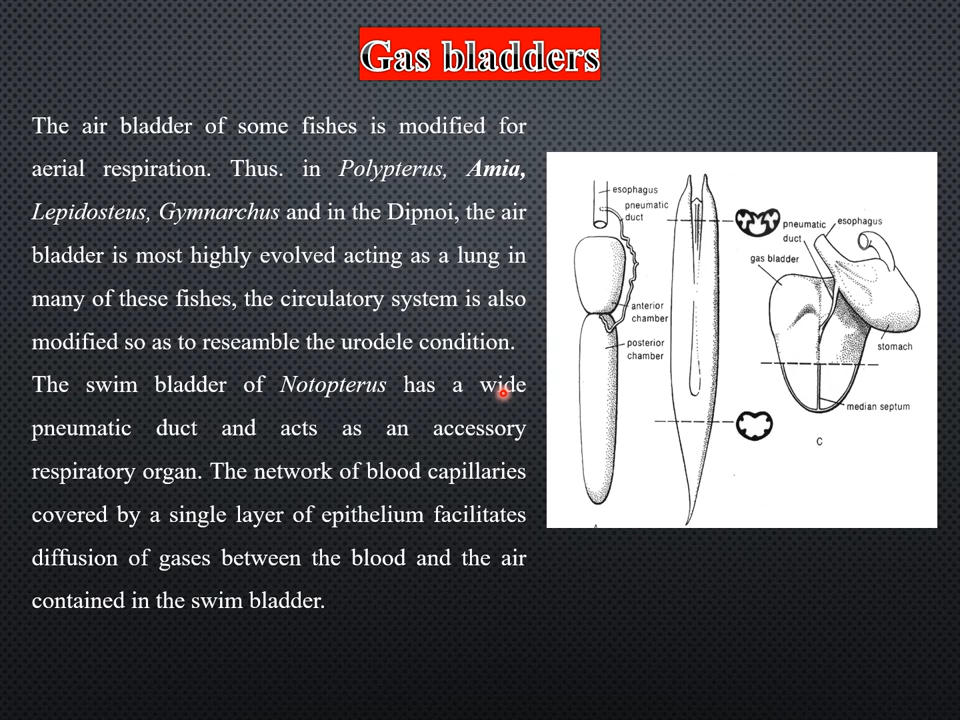 Gas bladders
The air bladder of some fishes is modified for
aerial respiration. Thus. in Polypterus, Amia,
Lepidosteus, Gymnarchus and in the Dipnoi, the air
bladder is most highly evolved acting as a lung in
many of these fishes, the circulatory system is also
modified so as to reseamble the urodele condition.
The swim bladder of Notopterus has a wide
pneumatic duct and acts as an accessory
respiratory organ. The network of blood capillaries
covered by a single layer of epithelium facilitates
diffusion of gases between the blood and the air
contained in the swim bladder.
esophagus
pneumatic
duct
anterior
chamber
posterior
chamber
pneumatic
duct
esophagus
gas bladder
stomach
median septum
C